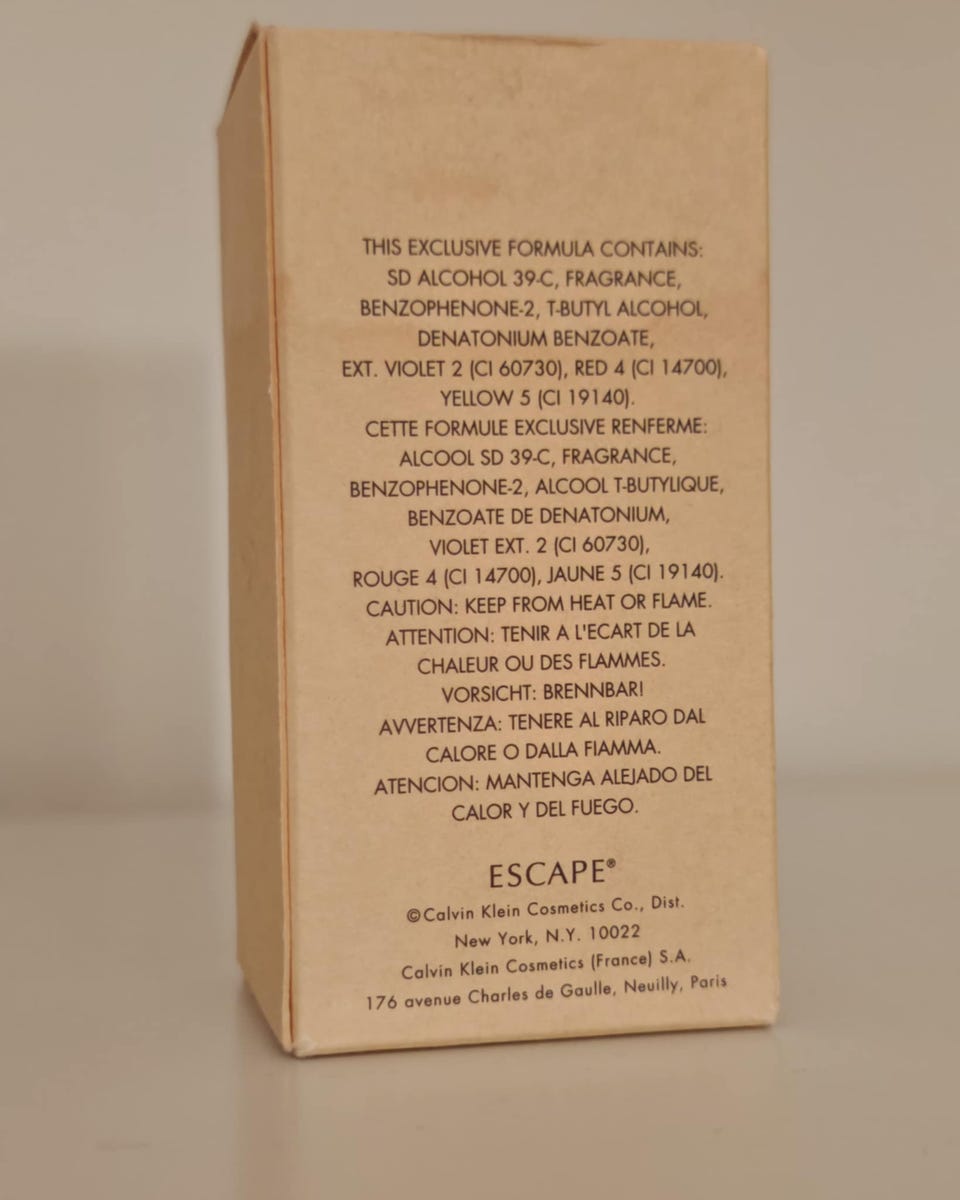 THIS EXCLUSIVE FORMULA CONTAINS:
SD ALCOHOL 39-C, FRAGRANCE,
BENZOPHENONE-2, T-BUTYL ALCOHOL,
DENATONIUM BENZOATE,
EXT. VIOLET 2 (CI 60730), RED 4 (CI 14700),
YELLOW 5 (CI 19140).
CETTE FORMULE EXCLUSIVE RENFERME:
ALCOOL SD 39-C, FRAGRANCE,
BENZOPHENONE-2, ALCOOL T-BUTYLIQUE,
BENZOATE DE DENATONIUM,
VIOLET EXT. 2 (CI 60730),
ROUGE 4 (CI 14700), JAUNE 5 (CI 19140).
CAUTION: KEEP FROM HEAT OR FLAME.
ATTENTION: TENIR A L'ECART DE LA
CHALEUR OU DES FLAMMES.
VORSICHT: BRENNBAR!
AVVERTENZA: TENERE AL RIPARO DAL
CALORE O DALLA FIAMMA.
ATENCION: MANTENGA ALEJADO DEL
CALOR Y DEL FUEGO.
ESCAPE®
©Calvin Klein Cosmetics Co., Dist.
New York, N.Y. 10022
Calvin Klein Cosmetics (France) S.A.
176 avenue Charles de Gaulle, Neuilly, Paris